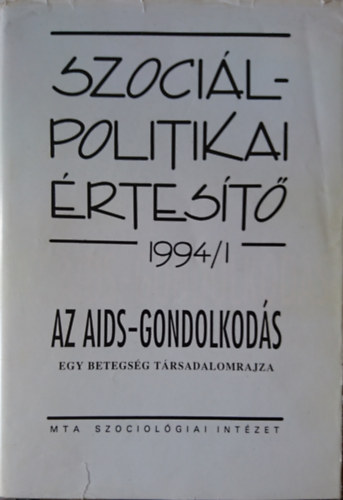 SZOCIÁL-
POLITIKAI
ÉRTESÍTŐ
1994/1
AZ AIDS-GONDOLKODÁS
EGY BETEGSÉG TÁRSADALOMRAJZA
MTA SZOCIOLÓGIAI INTÉZET